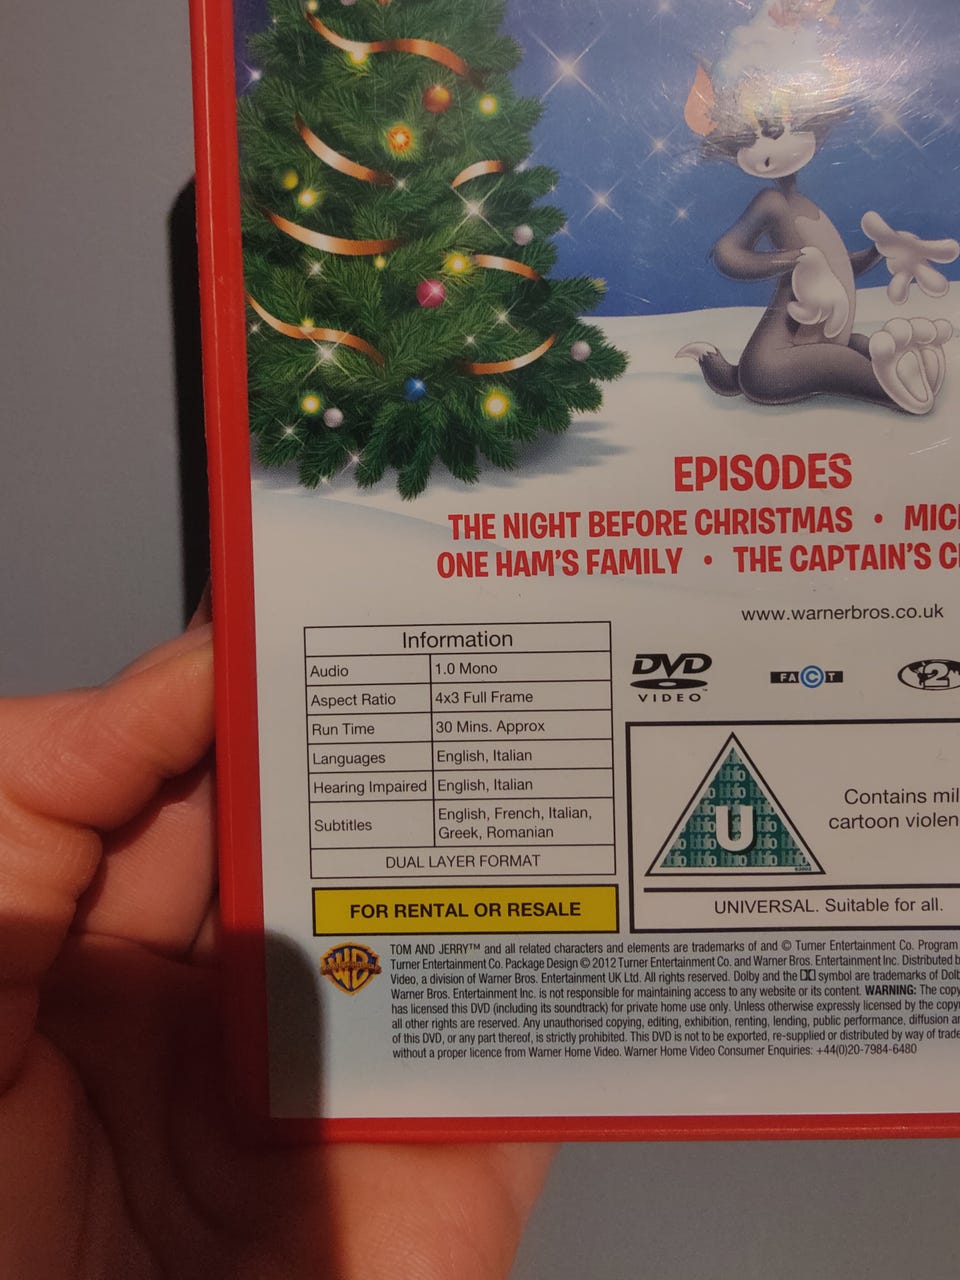 EPISODES
THE NIGHT BEFORE CHRISTMAS • MIC
ONE HAM'S FAMILY • THE CAPTAIN'S C
www.warnerbros.co.uk
Information
Audio 1.0 Mono
Aspect Ratio 4x3 Full Frame
Run Time 30 Mins. Approx
Languages English, Italian
Hearing Impaired English, Italian
Subtitles English, French, Italian,
Greek, Romanian
DUAL LAYER FORMAT
FOR RENTAL OR RESALE
DVD
VIDEO
FACT
2
U
Contains mil
cartoon violen
UNIVERSAL. Suitable for all.
WB
TOM AND JERRY™ and all related characters and elements are trademarks of and © Turner Entertainment Co. Program
Turner Entertainment Co. Package Design © 2012 Turner Entertainment Co. and Warner Bros. Entertainment Inc. Distributed b
Video, a division of Warner Bros. Entertainment UK Ltd. All rights reserved. Dolby and the symbol are trademarks of Dolb
Warner Bros. Entertainment Inc. is not responsible for maintaining access to any website or its content. WARNING: The copy
has licensed this DVD (including its soundtrack) for private home use only. Unless otherwise expressly licensed by the copy
all other rights are reserved. Any unauthorised copying, editing, exhibition, renting, lending, public performance, diffusion a
of this DVD, or any part thereof, is strictly prohibited. This DVD is not to be exported, re-supplied or distributed by way of trade
without a proper licence from Warner Home Video. Warner Home Video Consumer Enquiries: +44(0)20-7984-6480